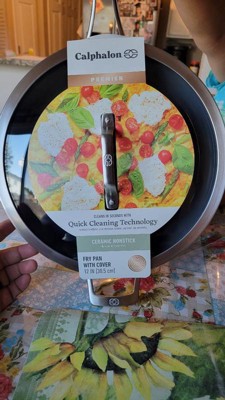 Calphalon
PREMIUM
CLEANS IN SECONDS WITH
Quick Cleaning Technology
CERAMIC NONSTICK
FRY PAN
WITH COVER
12 IN (30.5 cm)